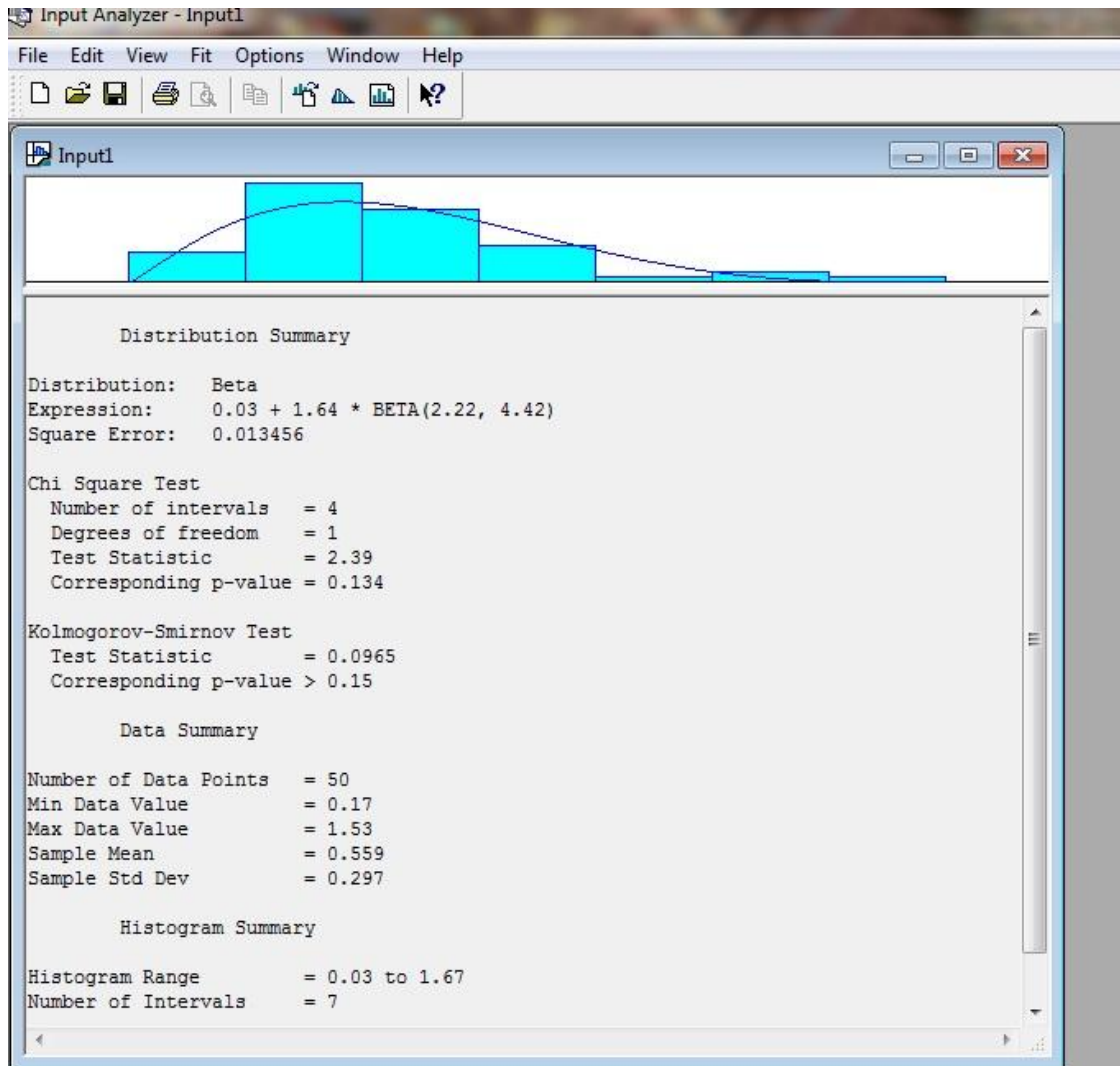 Input Analyzer - Input1
File Edit View Fit Options Window Help
Input1
Distribution Summary
Distribution: Beta
Expression: 0.03 + 1.64 * BETA(2.22, 4.42)
Square Error: 0.013456
Chi Square Test
Number of intervals = 4
Degrees of freedom = 1
Test Statistic = 2.39
Corresponding p-value = 0.134
Kolmogorov-Smirnov Test
Test Statistic = 0.0965
Corresponding p-value > 0.15
Data Summary
Number of Data Points = 50
Min Data Value = 0.17
Max Data Value = 1.53
Sample Mean = 0.559
Sample Std Dev = 0.297
Histogram Summary
Histogram Range = 0.03 to 1.67
Number of Intervals = 7